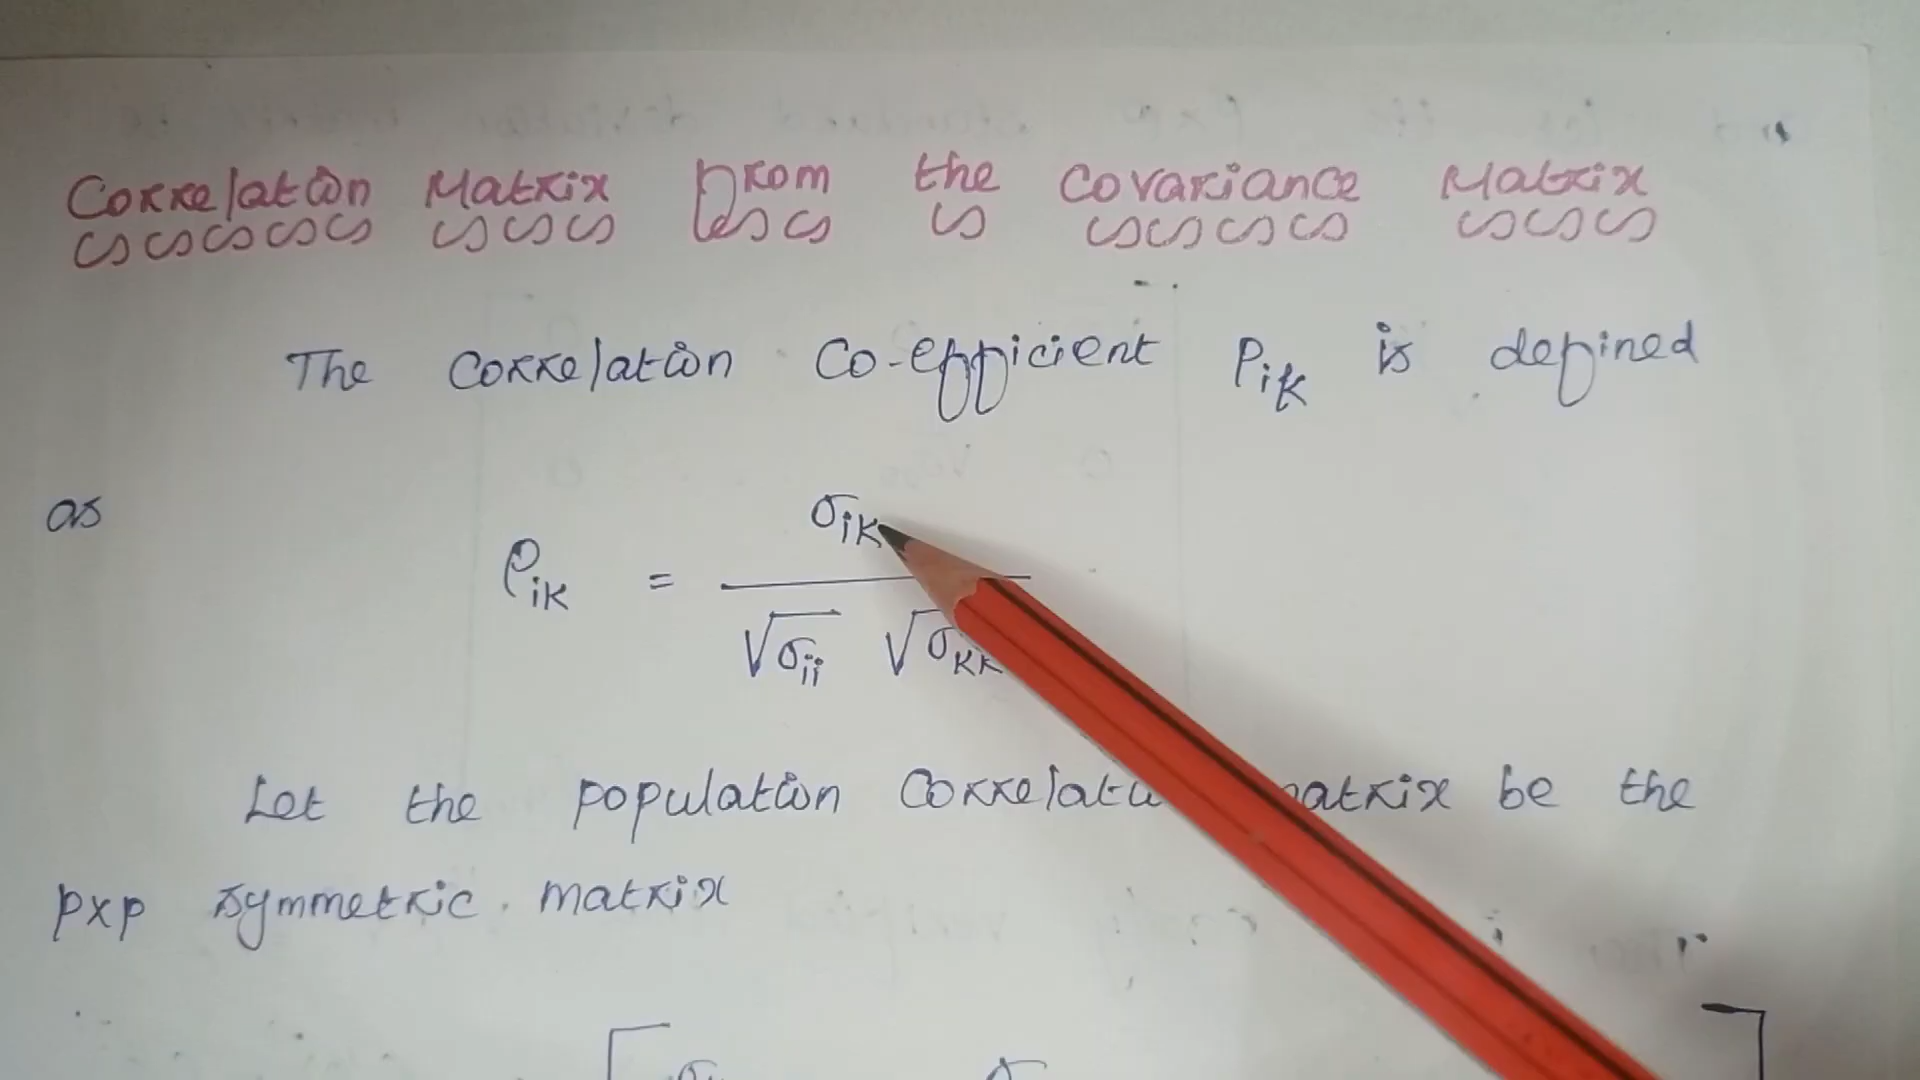 Correlation Matrix From the Covariance Matrix
The Correlation Co-efficient ρik is defined
as
ρik = σik
√σii √σkk
Let the population Correlati matrix be the
pxp symmetric matrix